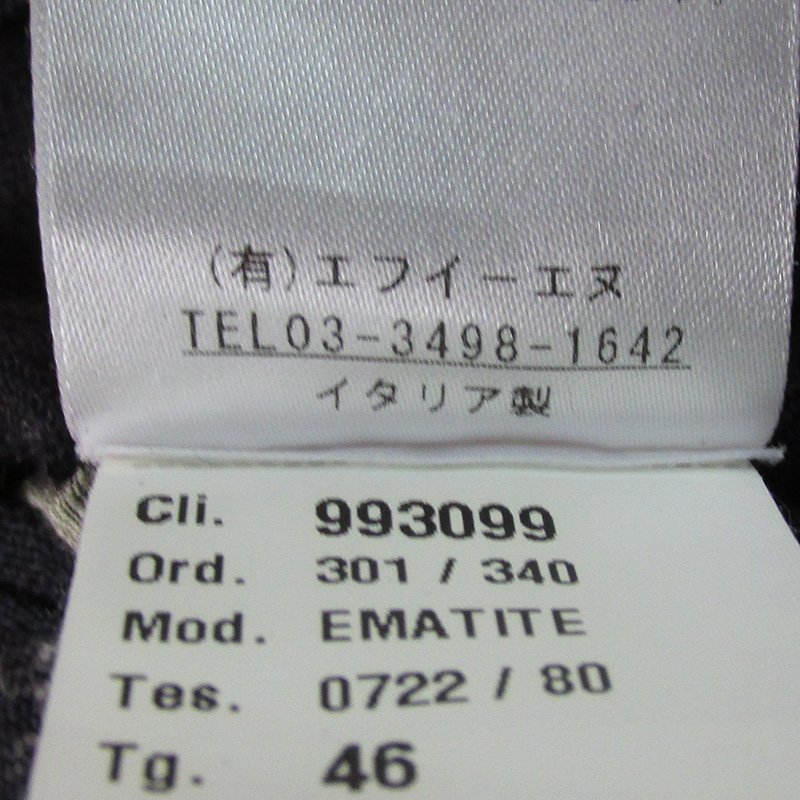 (有)エフイーエヌ
TEL03-3498-1642
イタリア製
Cli. 993099
Ord. 301 / 340
Mod. EMATITE
Tes. 0722 / 80
Tg. 46